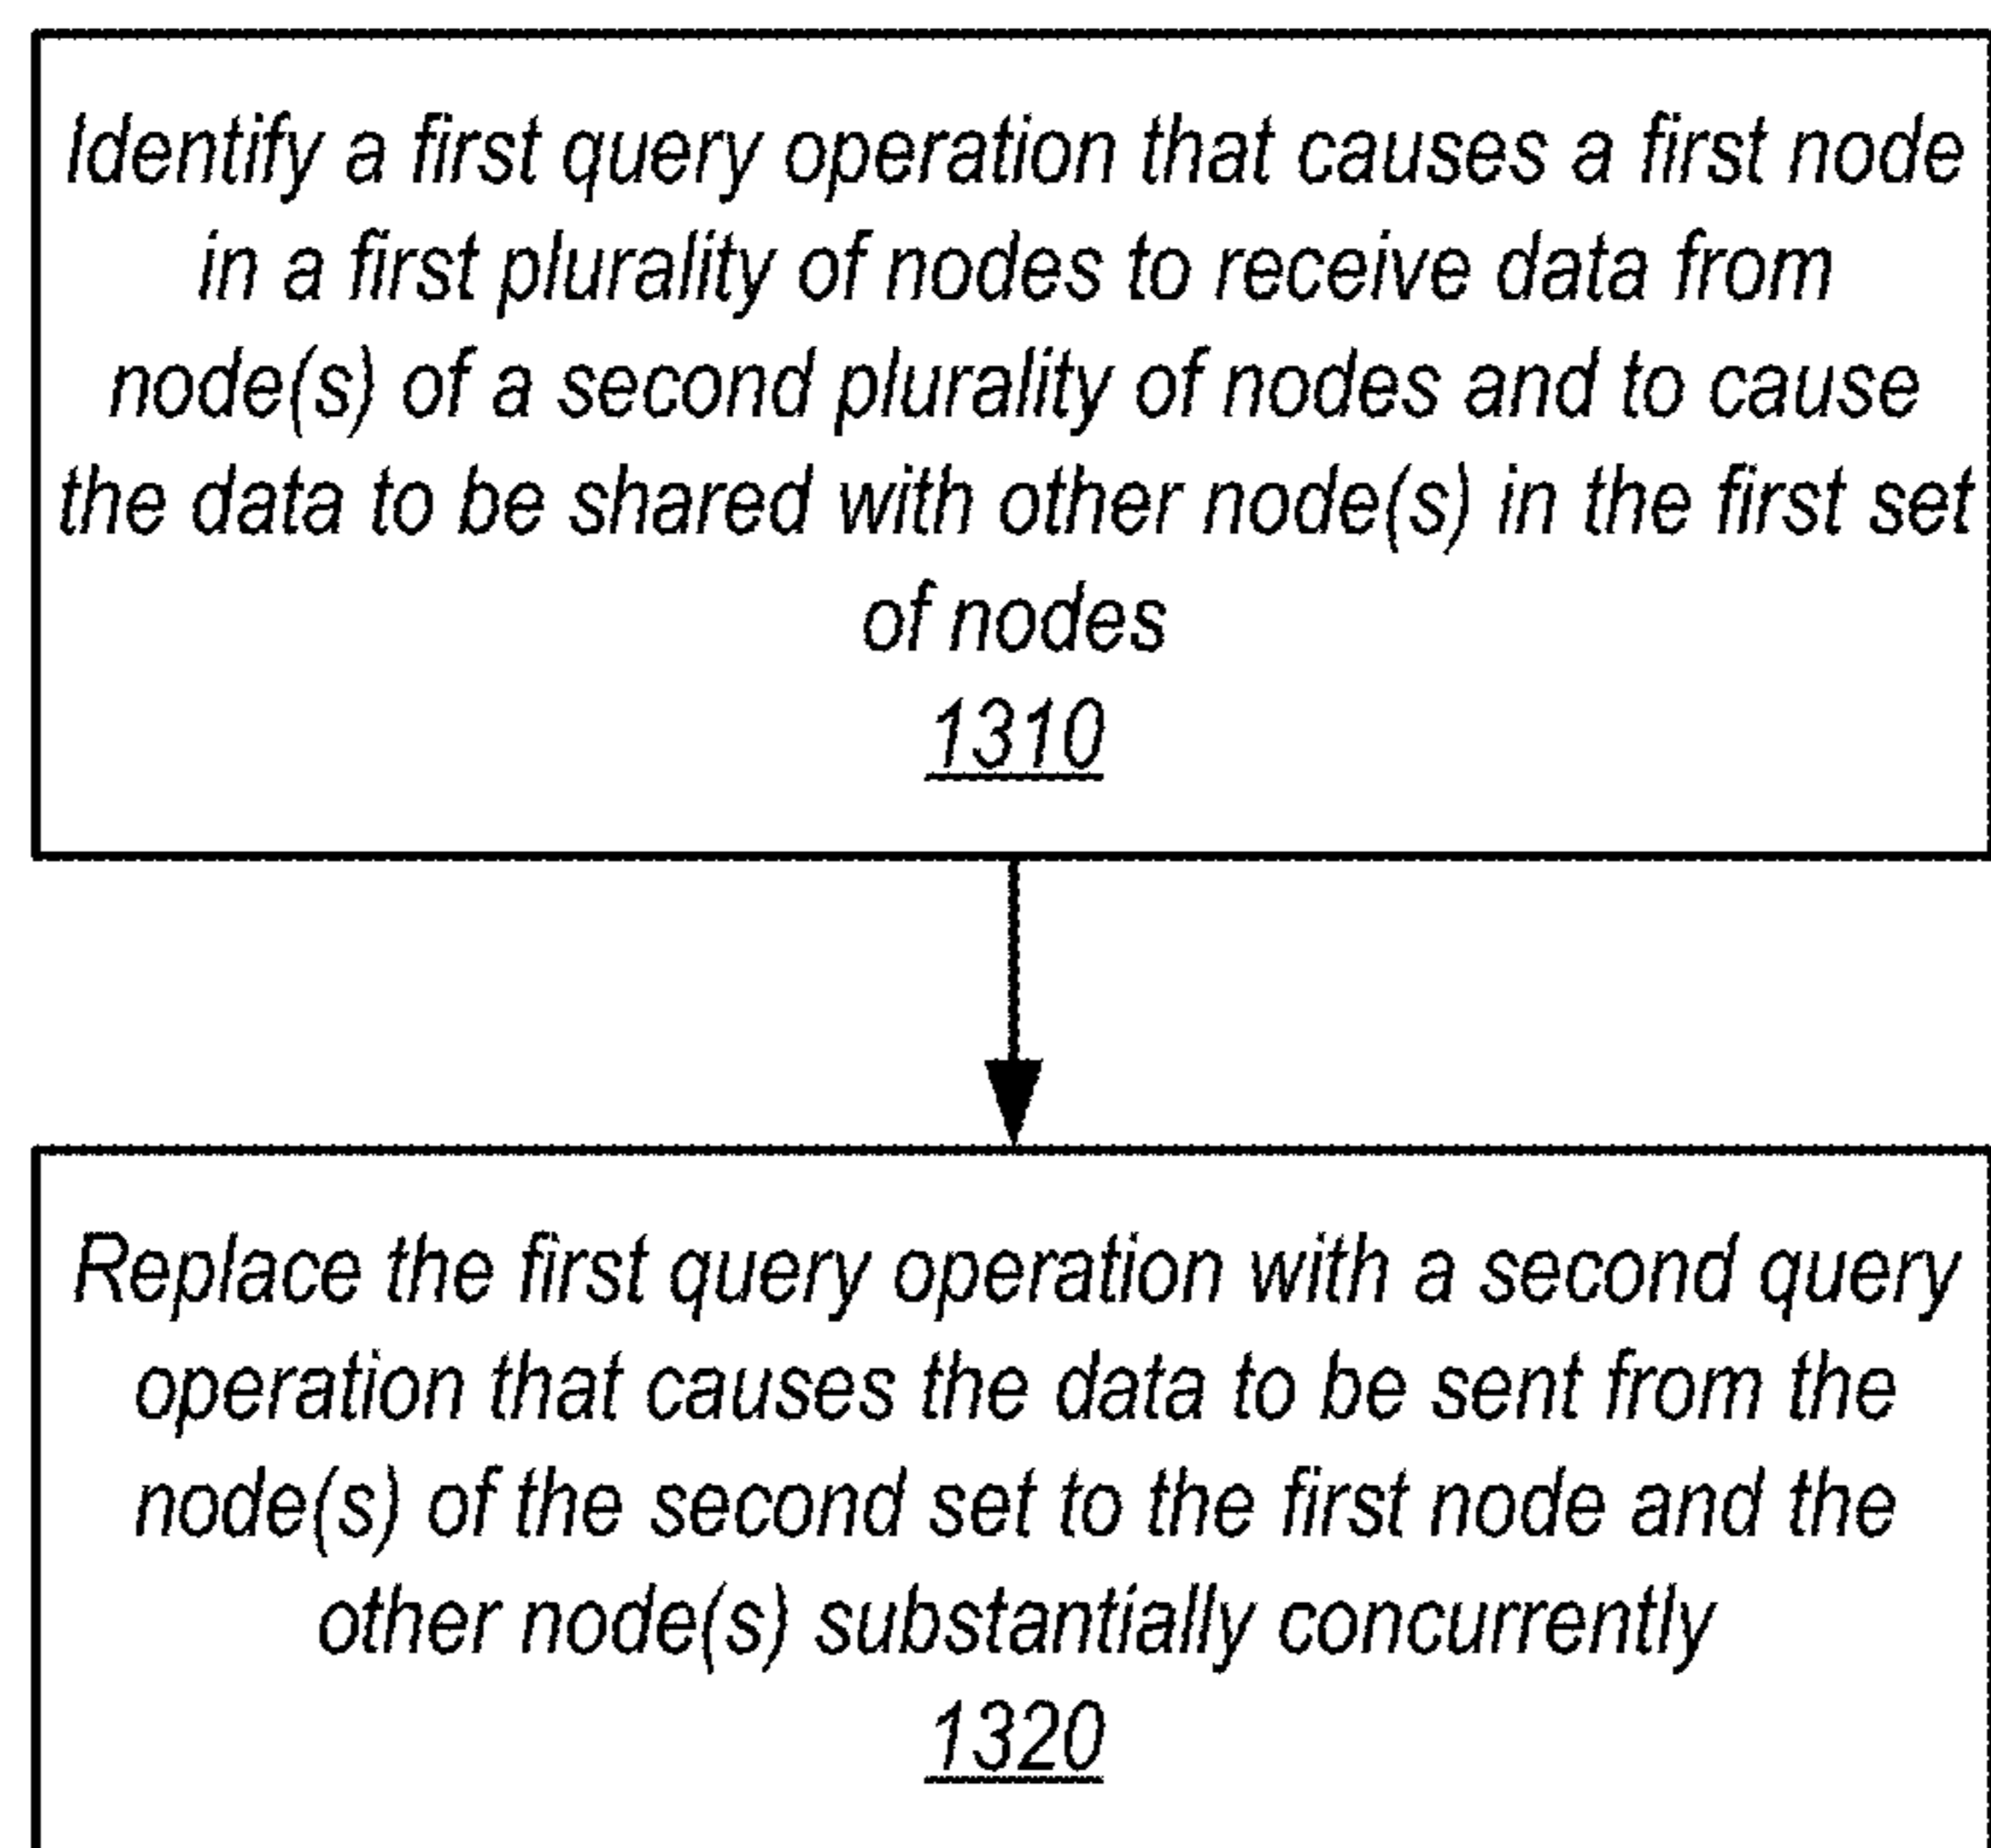 Identify a first query operation that causes a first node
in a first plurality of nodes to receive data from
node(s) of a second plurality of nodes and to cause
the data to be shared with other node(s) in the first set
of nodes
1310
Replace the first query operation with a second query
operation that causes the data to be sent from the
node(s) of the second set to the first node and the
other node(s) substantially concurrently
1320